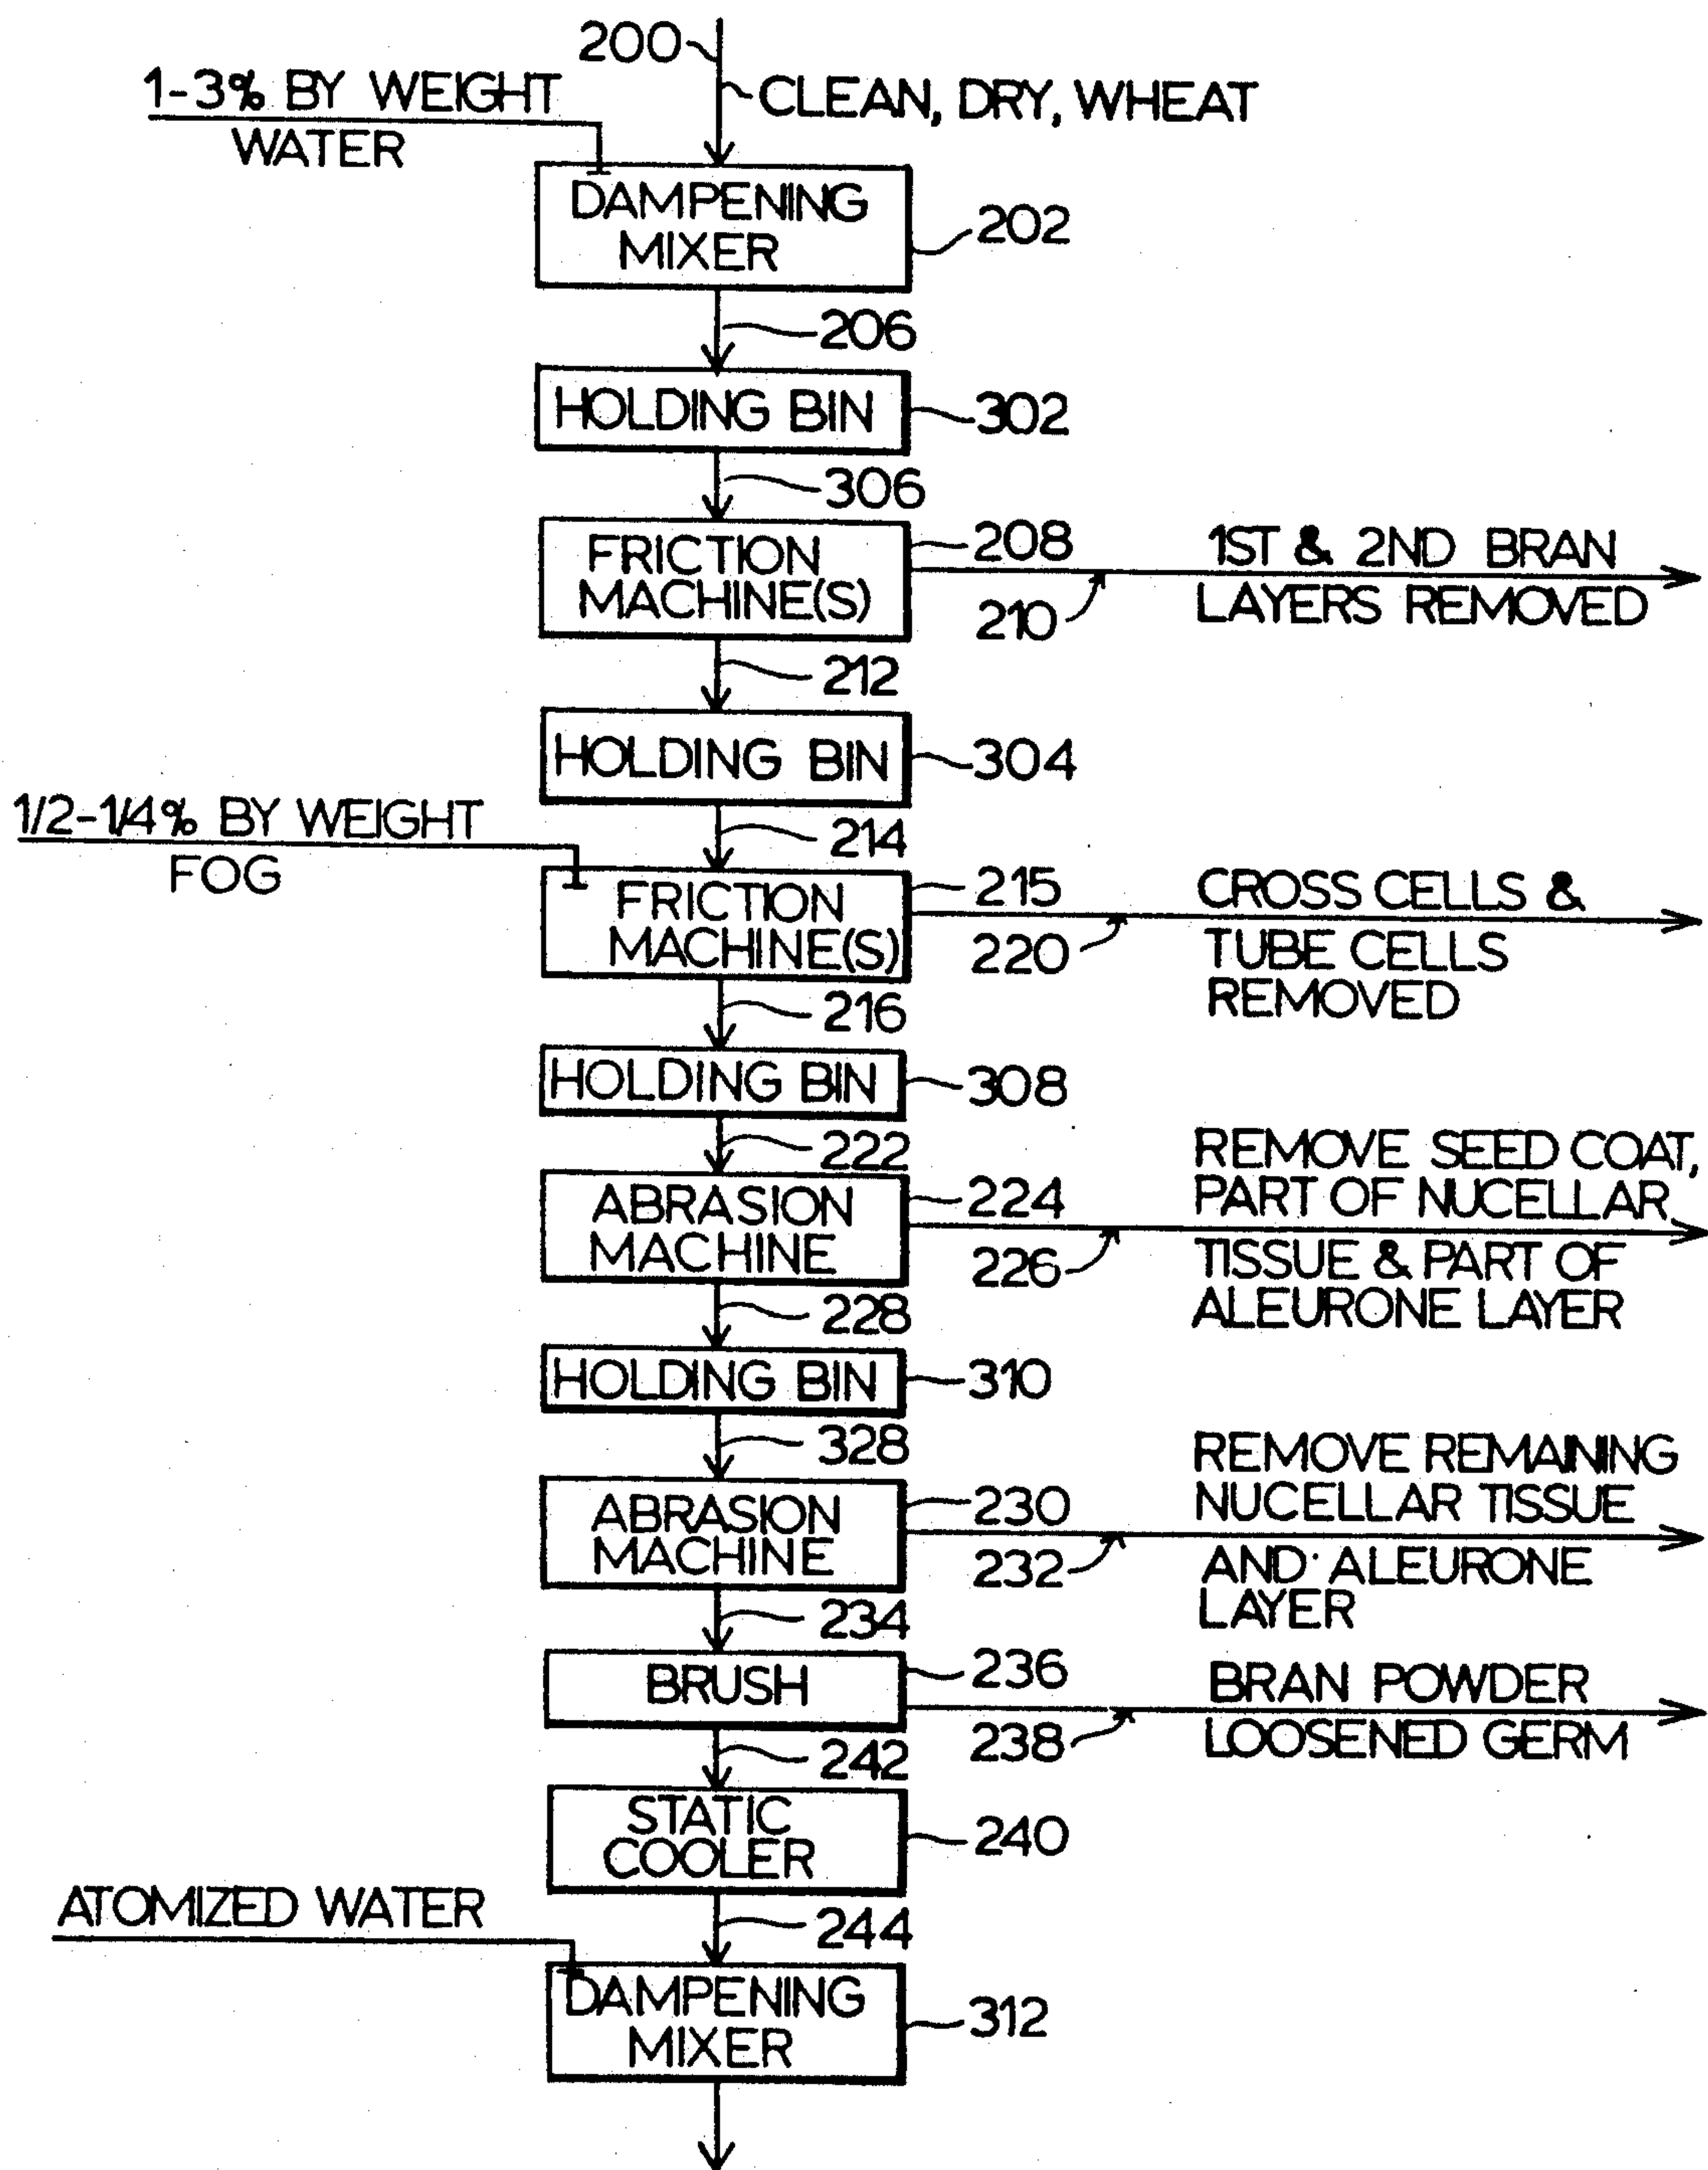 200
CLEAN, DRY, WHEAT
1-3% BY WEIGHT
WATER
DAMPENING
MIXER
202
206
HOLDING BIN
302
306
FRICTION
MACHINE(S)
208
210
1ST & 2ND BRAN
LAYERS REMOVED
212
HOLDING BIN
304
1/2-1/4% BY WEIGHT
FOG
214
FRICTION
MACHINE(S)
215
220
CROSS CELLS &
TUBE CELLS
REMOVED
216
HOLDING BIN
308
222
ABRASION
MACHINE
224
226
REMOVE SEED COAT,
PART OF NUCELLAR
TISSUE & PART OF
ALEURONE LAYER
228
HOLDING BIN
310
328
ABRASION
MACHINE
230
232
REMOVE REMAINING
NUCELLAR TISSUE
AND ALEURONE
LAYER
234
BRUSH
236
238
BRAN POWDER
LOOSENED GERM
242
STATIC
COOLER
240
ATOMIZED WATER
244
DAMPENING
MIXER
312